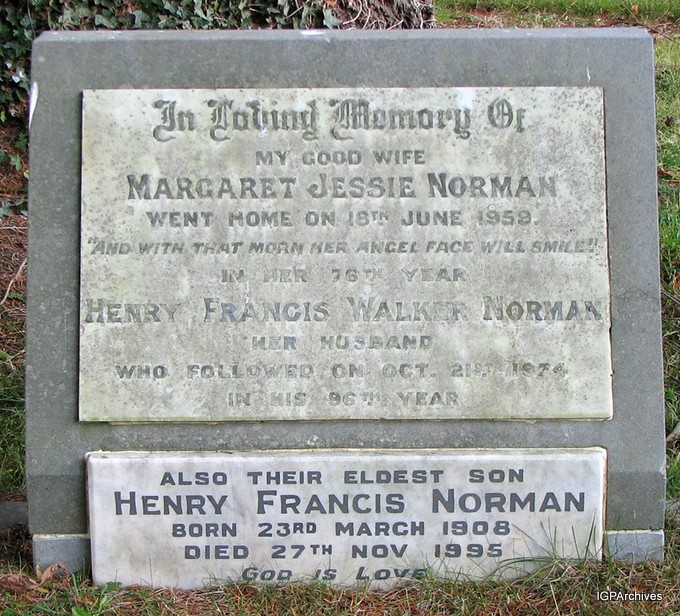 In Loving Memory Of
MY GOOD WIFE
MARGARET JESSIE NORMAN
WENT HOME ON 18TH JUNE 1959.
"AND WITH THAT MORN HER ANGEL FACE WILL SMILE"
IN HER 76TH YEAR
HENRY FRANCIS WALKER NORMAN
HER HUSBAND
WHO FOLLOWED ON OCT. 21ST 1974
IN HIS 96TH YEAR
ALSO THEIR ELDEST SON
HENRY FRANCIS NORMAN
BORN 23RD MARCH 1908
DIED 27TH NOV 1995
GOD IS LOVE
IGPArchives